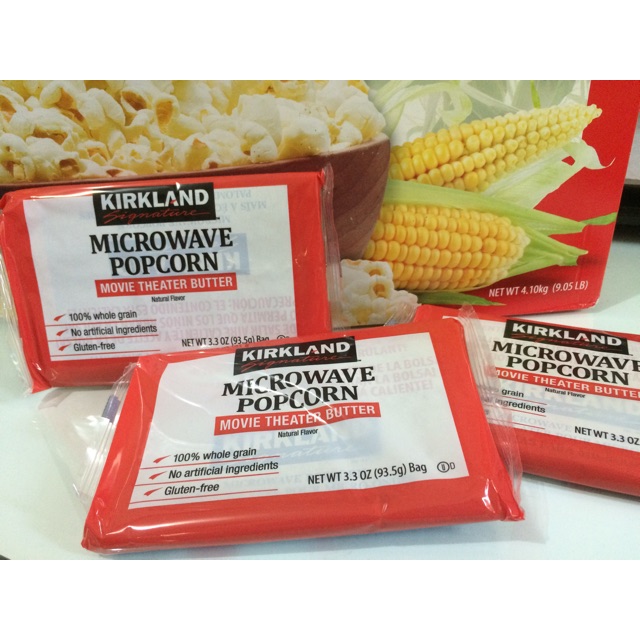 NET WT 4.10kg (9.05 LB)
KIRKLAND
Signature
MICROWAVE
POPCORN
MOVIE THEATER BUTTER
Natural Flavor
100% whole grain
No artificial ingredients
Gluten-free
NET WT 3.3 OZ (93.5g) Bag
KIRKLAND
Signature
MICROWAVE
POPCORN
MOVIE THEATER BUTTER
Natural Flavor
100% whole grain
No artificial ingredients
Gluten-free
NET WT 3.3 OZ (93.5g) Bag
KIRKLAND
Signature
MICROWAVE
POPCORN
MOVIE THEATER BUTTER
Natural Flavor
grain
ingredients
NET WT 3.3 OZ